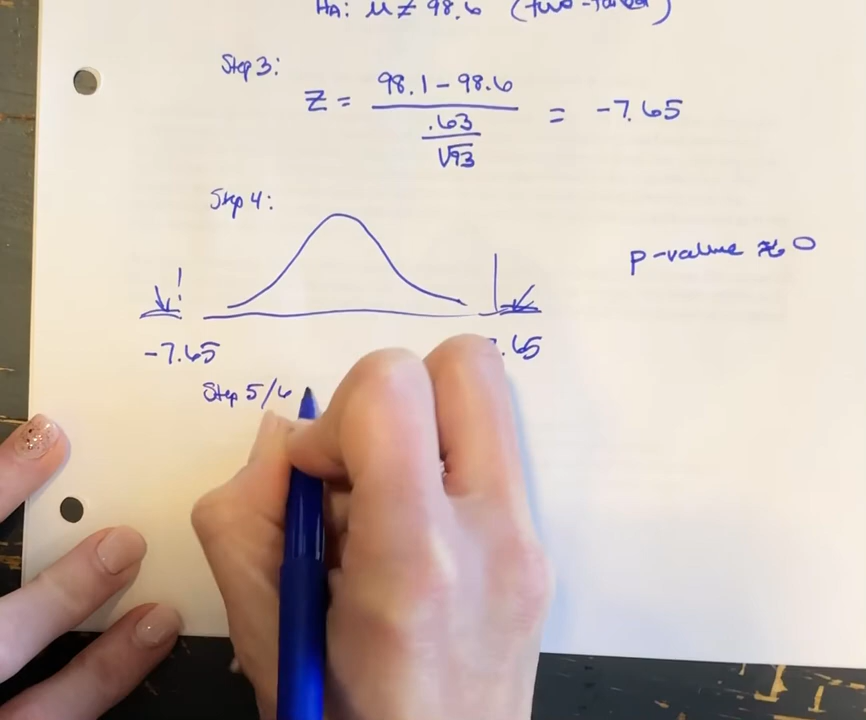 HA: μ ≠ 98.6 (two-tailed)
Step 3:
Z = (98.1 - 98.6) / (.63 / √93) = -7.65
Step 4:
p-value ≈ 0
-7.65 .65
Step 5/6